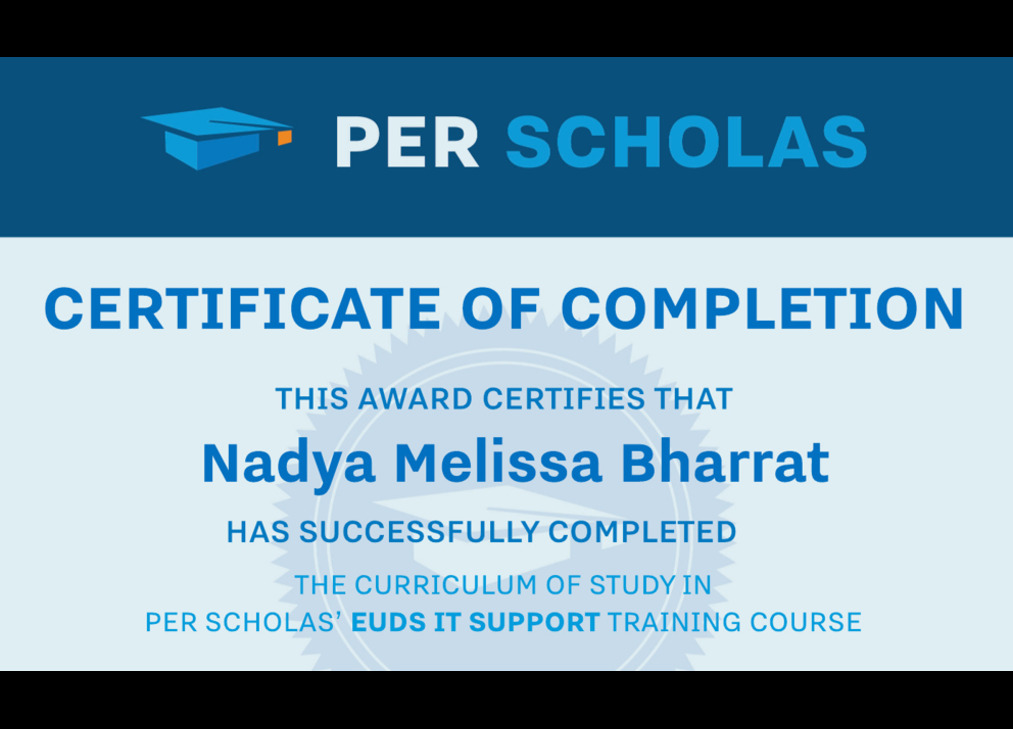 PER SCHOLAS
CERTIFICATE OF COMPLETION
THIS AWARD CERTIFIES THAT
Nadya Melissa Bharrat
HAS SUCCESSFULLY COMPLETED
THE CURRICULUM OF STUDY IN
PER SCHOLAS’ EUDS IT SUPPORT TRAINING COURSE